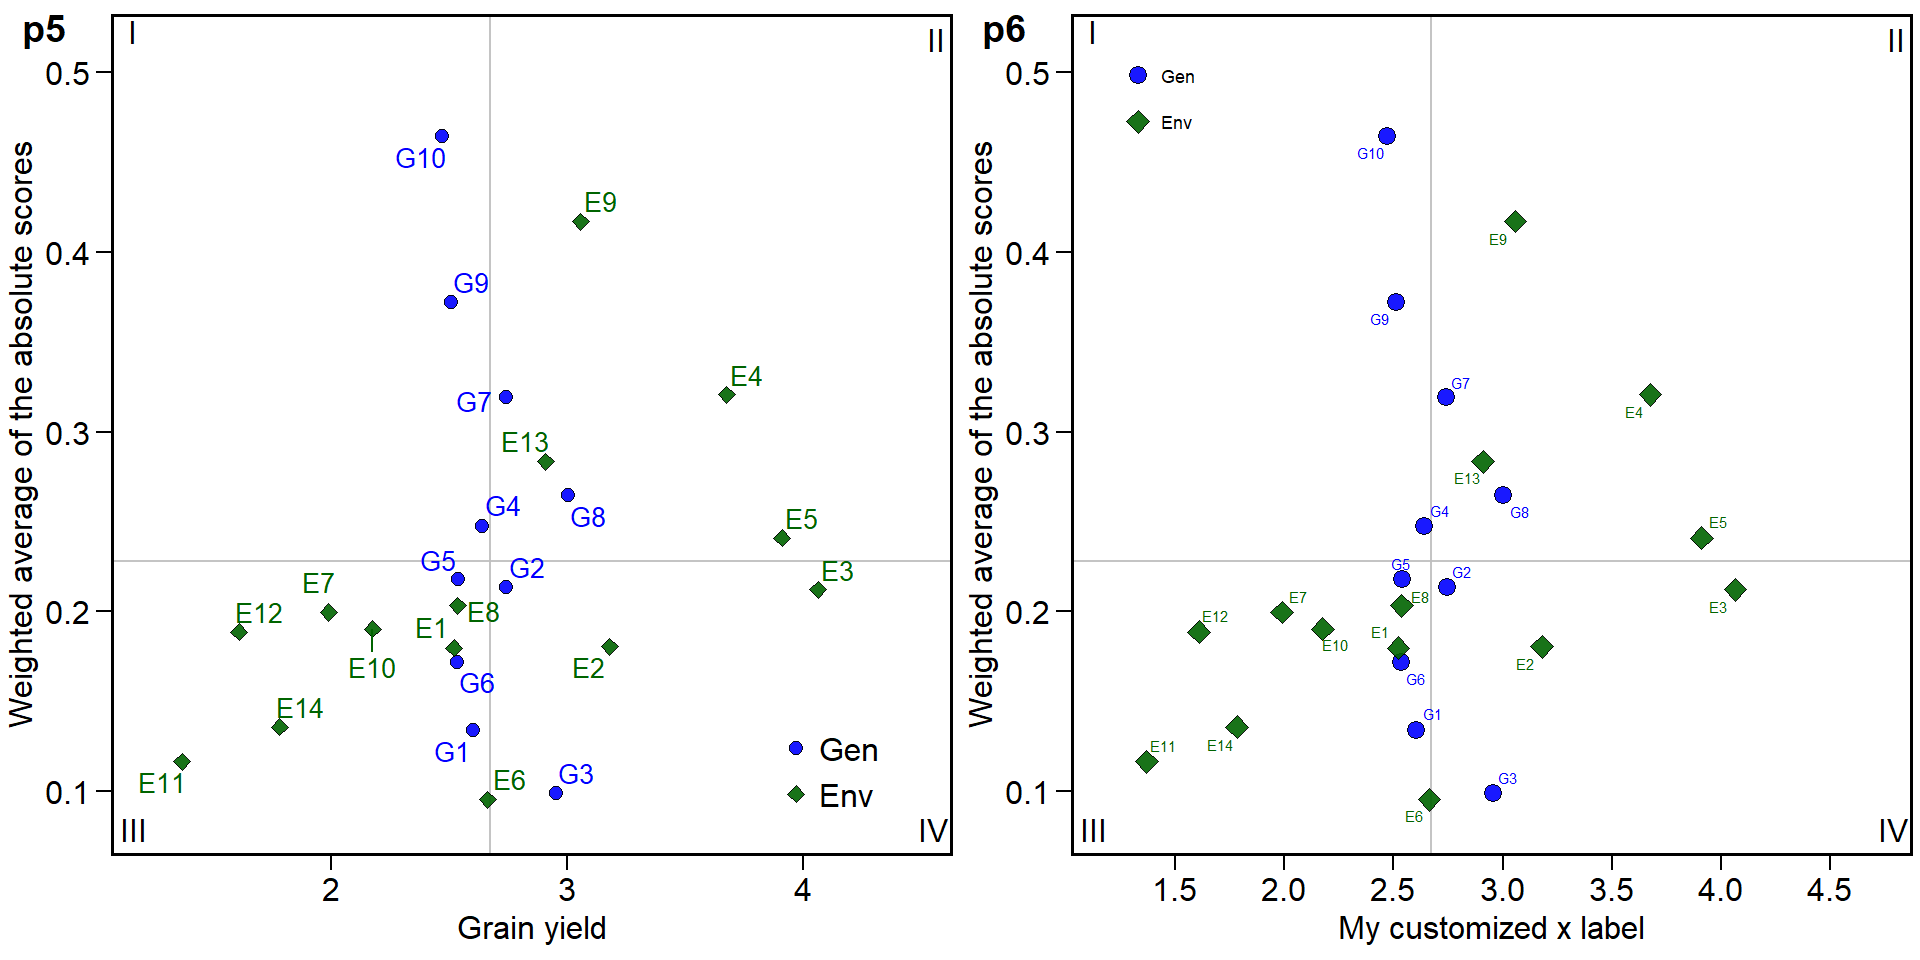 p5
I
II
0.5
0.4
0.3
0.2
0.1
Weighted average of the absolute scores
G10
E9
G9
E4
G7
E13
G4
G8
E5
G5
G2
E3
E7
E12
E8
E1
E10
E2
G6
E14
G1
E11
E6
G3
Gen
Env
III
IV
2
3
4
Grain yield
p6
I
II
Gen
Env
0.5
0.4
0.3
0.2
0.1
Weighted average of the absolute scores
G10
E9
G9
G7
E4
E13
G4
G8
E5
G5
G2
E7
E8
E3
E12
E1
E10
E2
G6
G1
E11
E14
G3
E6
III
IV
1.5
2.0
2.5
3.0
3.5
4.0
4.5
My customized x label